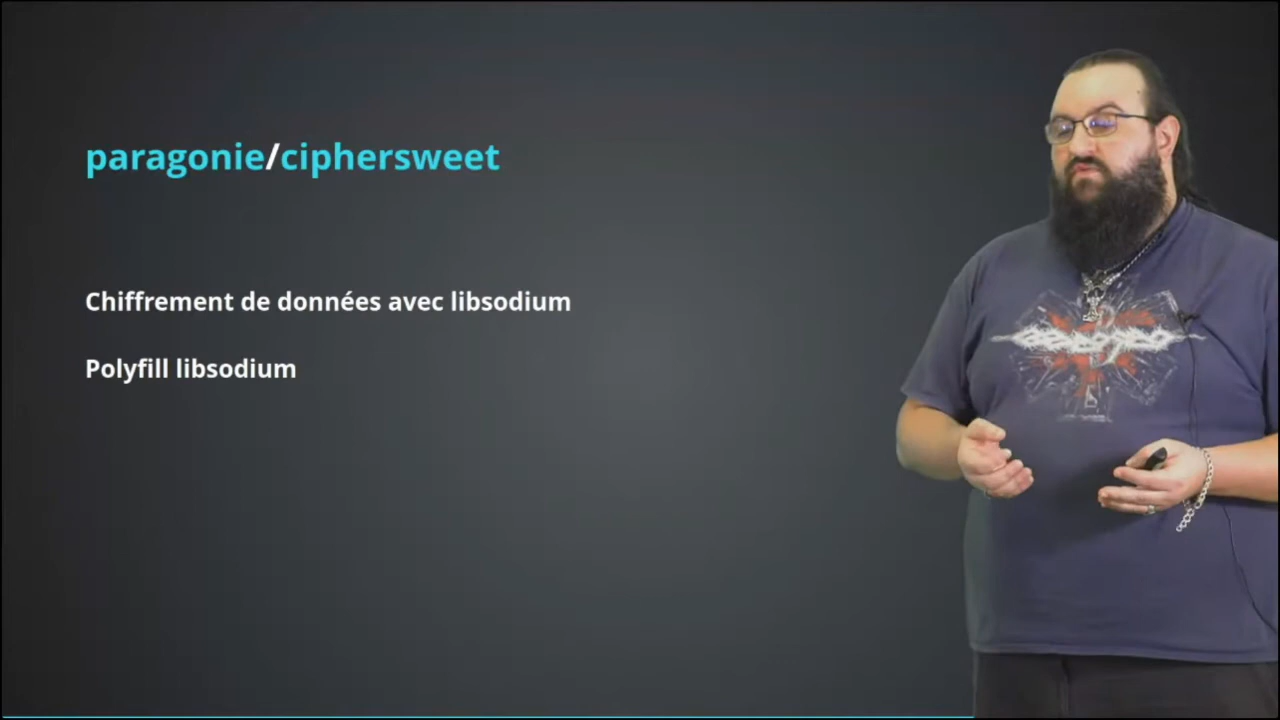 paragonie/ciphersweet
Chiffrement de données avec libsodium
Polyfill libsodium